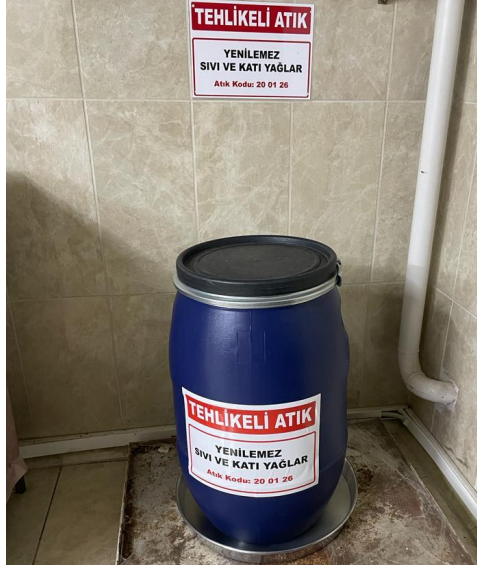 TEHLİKELİ ATIK
YENİLEMEZ
SIVI VE KATI YAĞLAR
Atık Kodu: 20 01 26
TEHLİKELİ ATIK
YENİLEMEZ
SIVI VE KATI YAĞLAR
Atık Kodu: 20 01 26